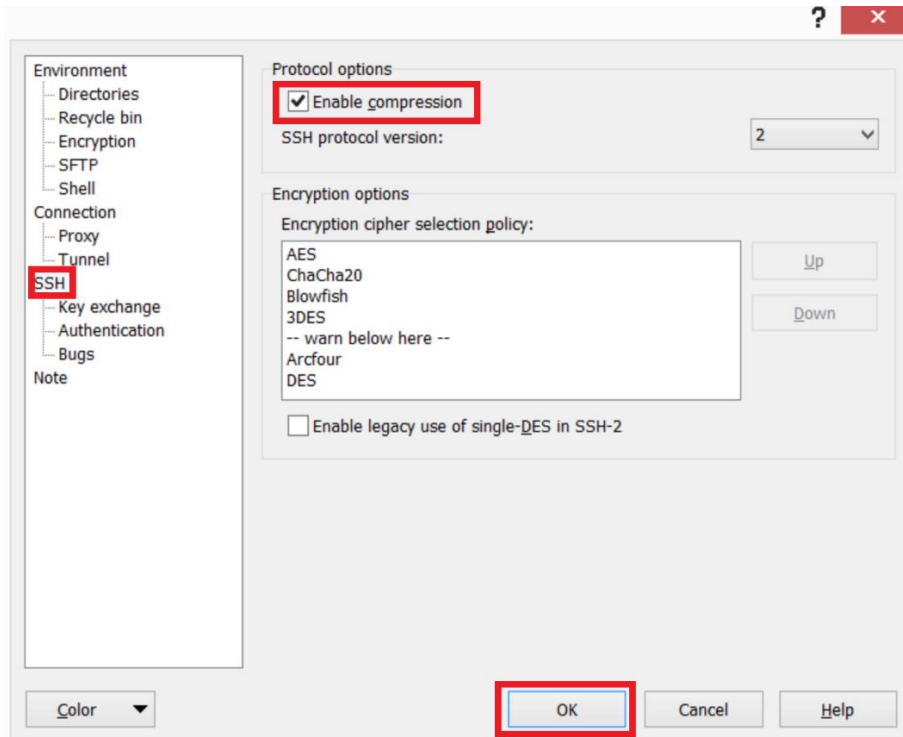 ?
Environment
Directories
Recycle bin
Encryption
SFTP
Shell
Connection
Proxy
Tunnel
SSH
Key exchange
Authentication
Bugs
Note
Protocol options
Enable compression
SSH protocol version:
2
Encryption options
Encryption cipher selection policy:
AES
ChaCha20
Blowfish
3DES
-- warn below here --
Arcfour
DES
Up
Down
Enable legacy use of single-DES in SSH-2
Color
OK
Cancel
Help